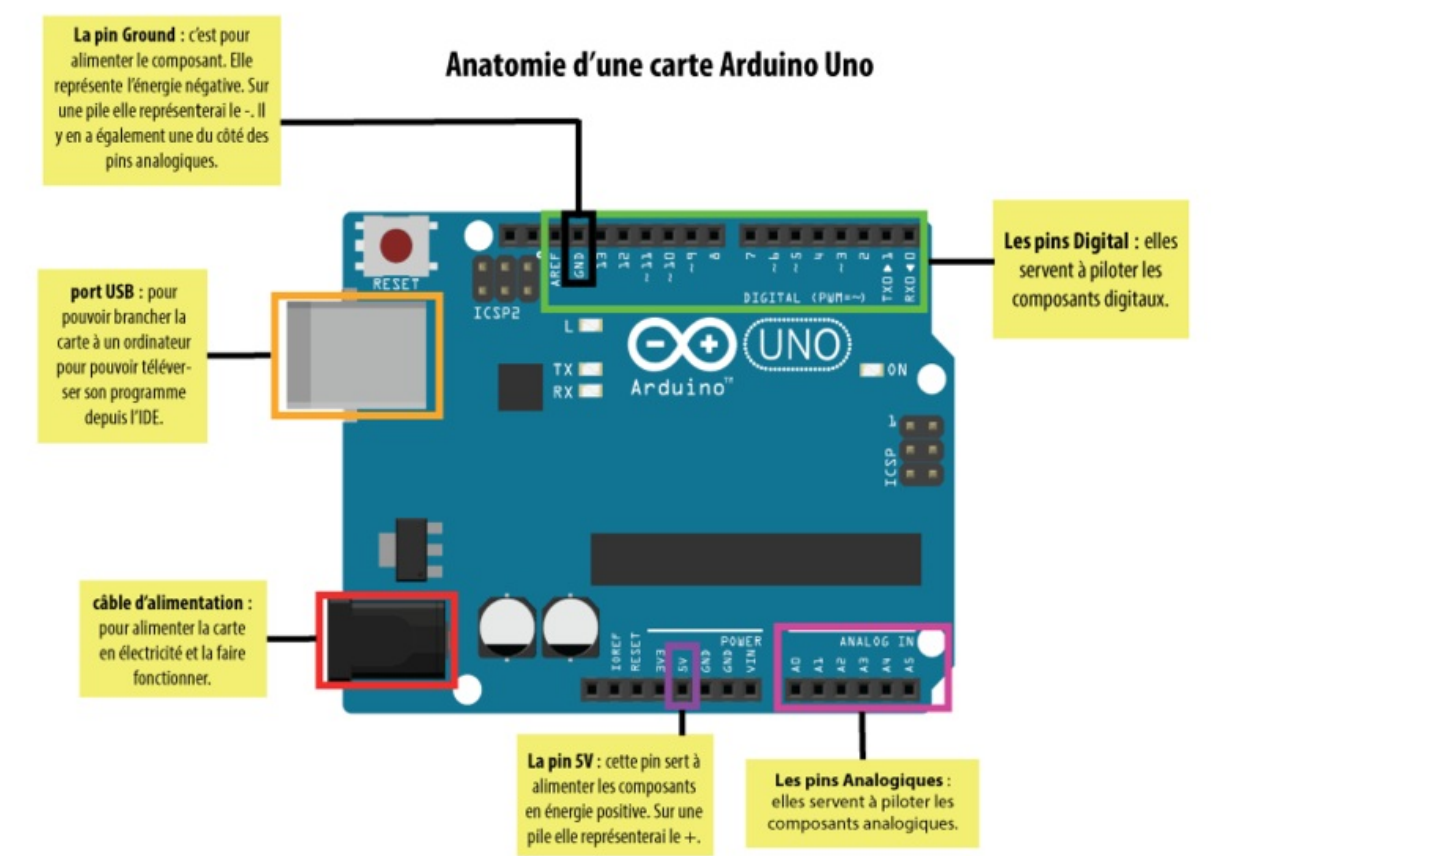 La pin Ground : c'est pour
alimenter le composant. Elle
représente l'énergie négative. Sur
une pile elle représenterai le -. Il
y en a également une du côté des
pins analogiques.
Anatomie d'une carte Arduino Uno
Les pins Digital : elles
servent à piloter les
composants digitaux.
port USB : pour
pouvoir brancher la
carte à un ordinateur
pour pouvoir téléver-
ser son programme
depuis l'IDE.
RESET
ICSP2
AREF
GND
13
12
~11
~10
~9
8
7
~6
~5
4
~3
2
TXD▶1
RXD◀0
DIGITAL (PWM=~)
L
TX
RX
Arduino™
UNO
ON
1
ICSP
câble d'alimentation :
pour alimenter la carte
en électricité et la faire
fonctionner.
POWER
ANALOG IN
IOREF
RESET
3V3
5V
GND
GND
VIN
A0
A1
A2
A3
A4
A5
La pin 5V : cette pin sert à
alimenter les composants
en énergie positive. Sur une
pile elle représenterai le +.
Les pins Analogiques :
elles servent à piloter les
composants analogiques.